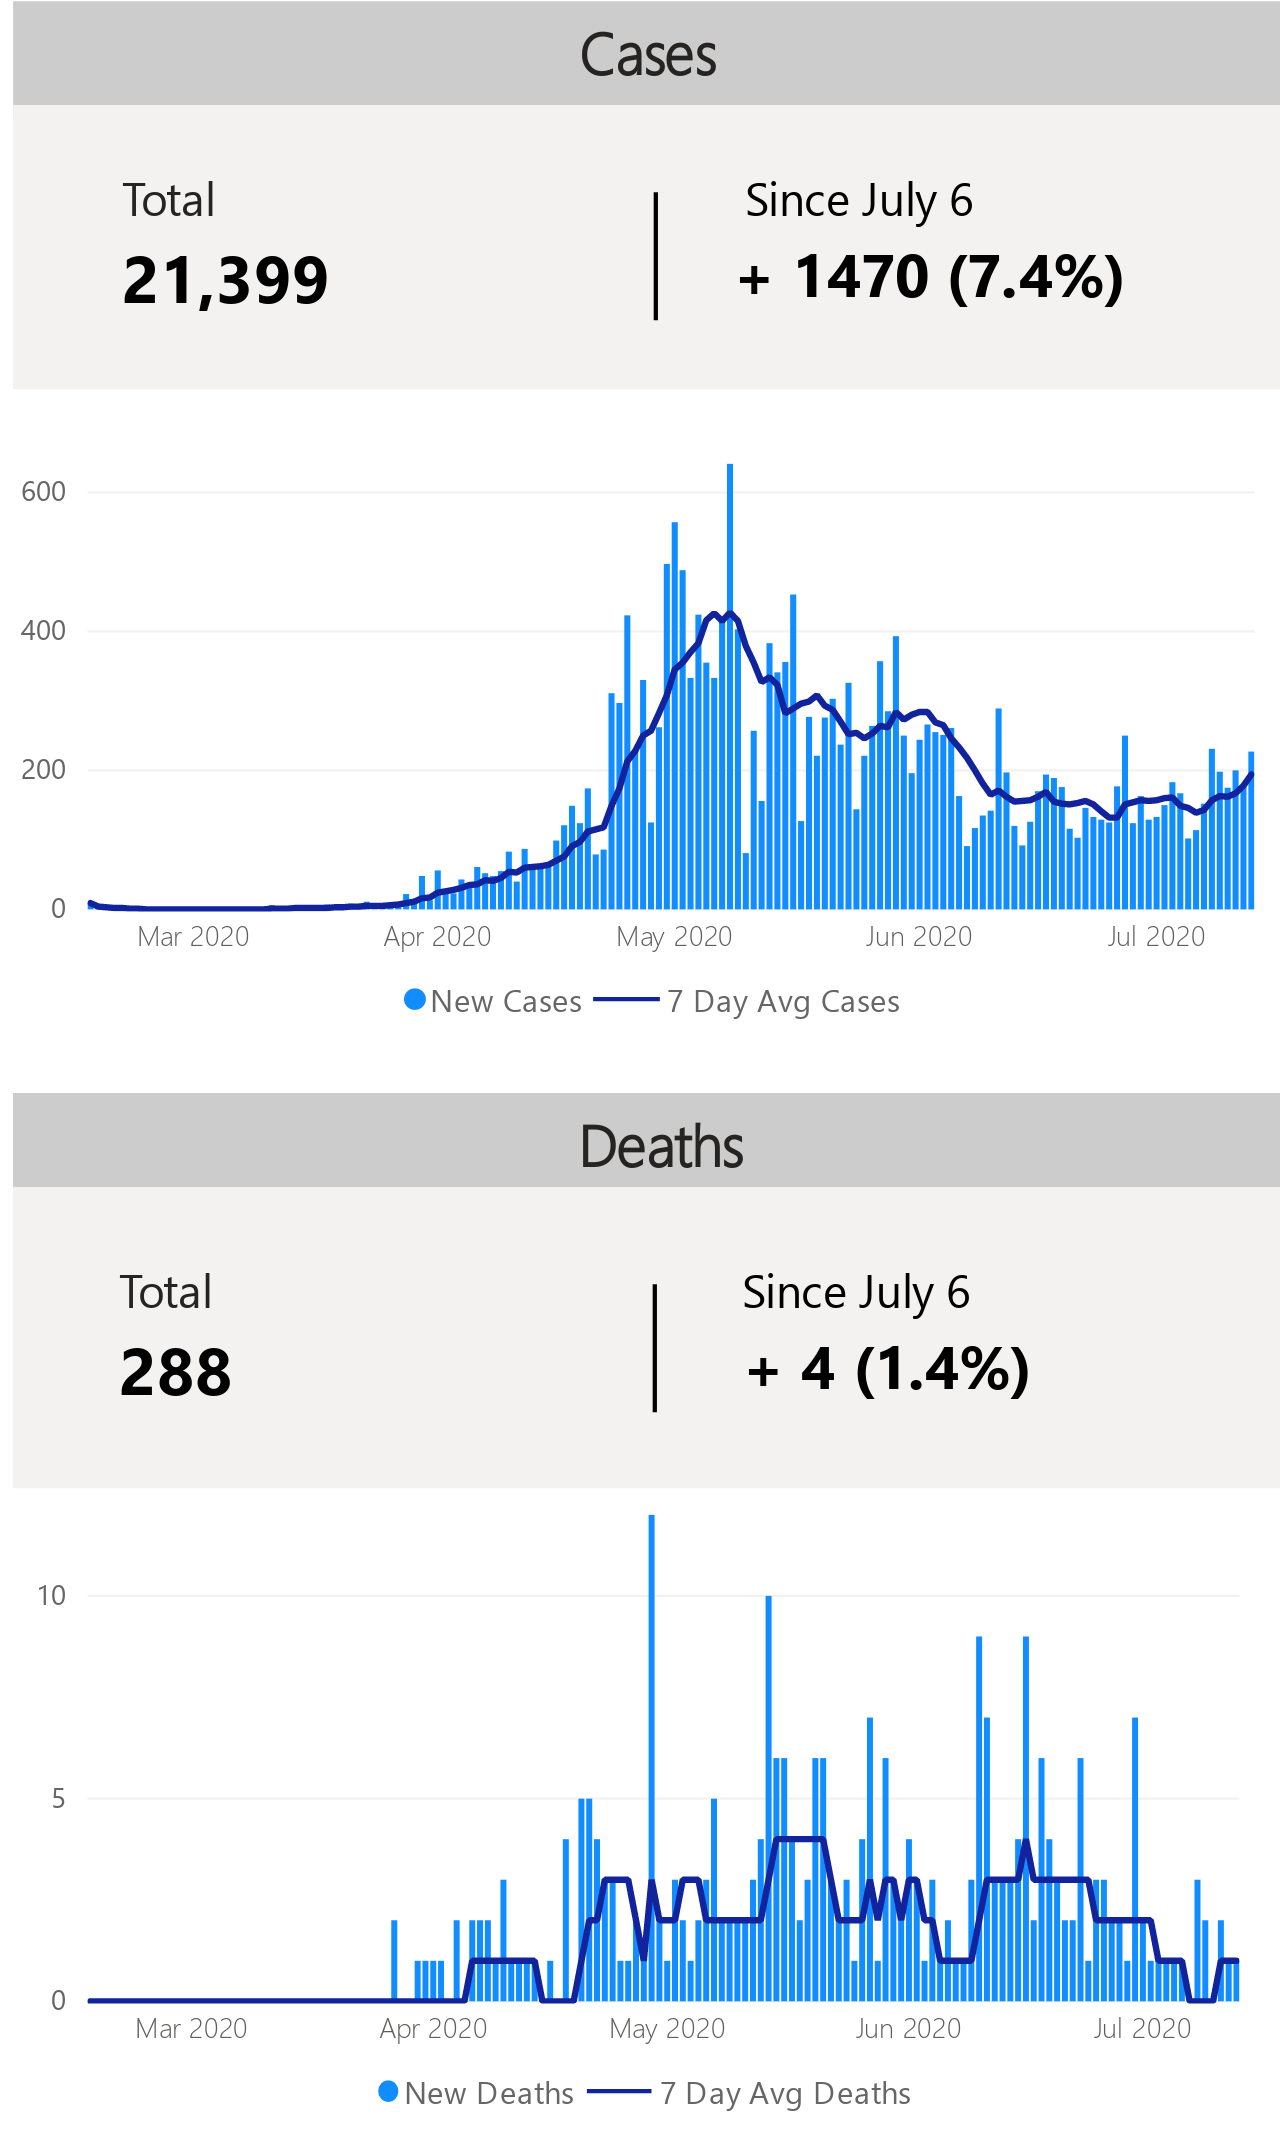 Cases
Total
Since July 6
21,399
+ 1470 (7.4%)
600
400
200
0
Mar 2020
Apr 2020
May 2020
Jun 2020
Jul 2020
New Cases
7 Day Avg Cases
Deaths
Total
Since July 6
288
+ 4 (1.4%)
10
5
0
Mar 2020
Apr 2020
May 2020
Jun 2020
Jul 2020
New Deaths
7 Day Avg Deaths